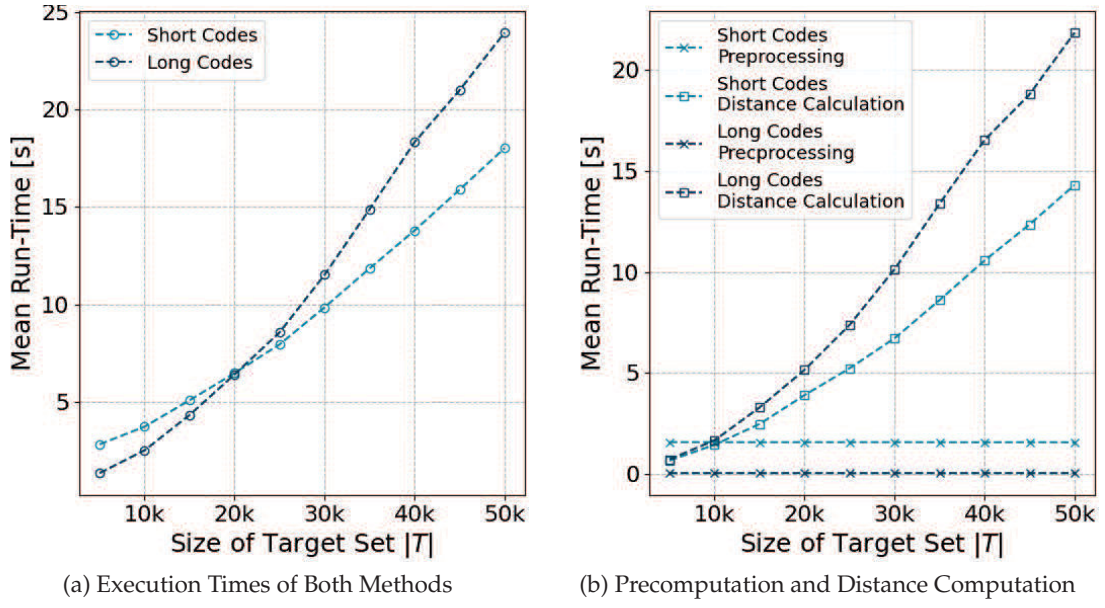 25
20
15
10
5
Mean Run-Time [s]
Short Codes
Long Codes
10k 20k 30k 40k 50k
Size of Target Set |T|
(a) Execution Times of Both Methods
20
15
10
5
0
Mean Run-Time [s]
Short Codes
Preprocessing
Short Codes
Distance Calculation
Long Codes
Precprocessing
Long Codes
Distance Calculation
10k 20k 30k 40k 50k
Size of Target Set |T|
(b) Precomputation and Distance Computation